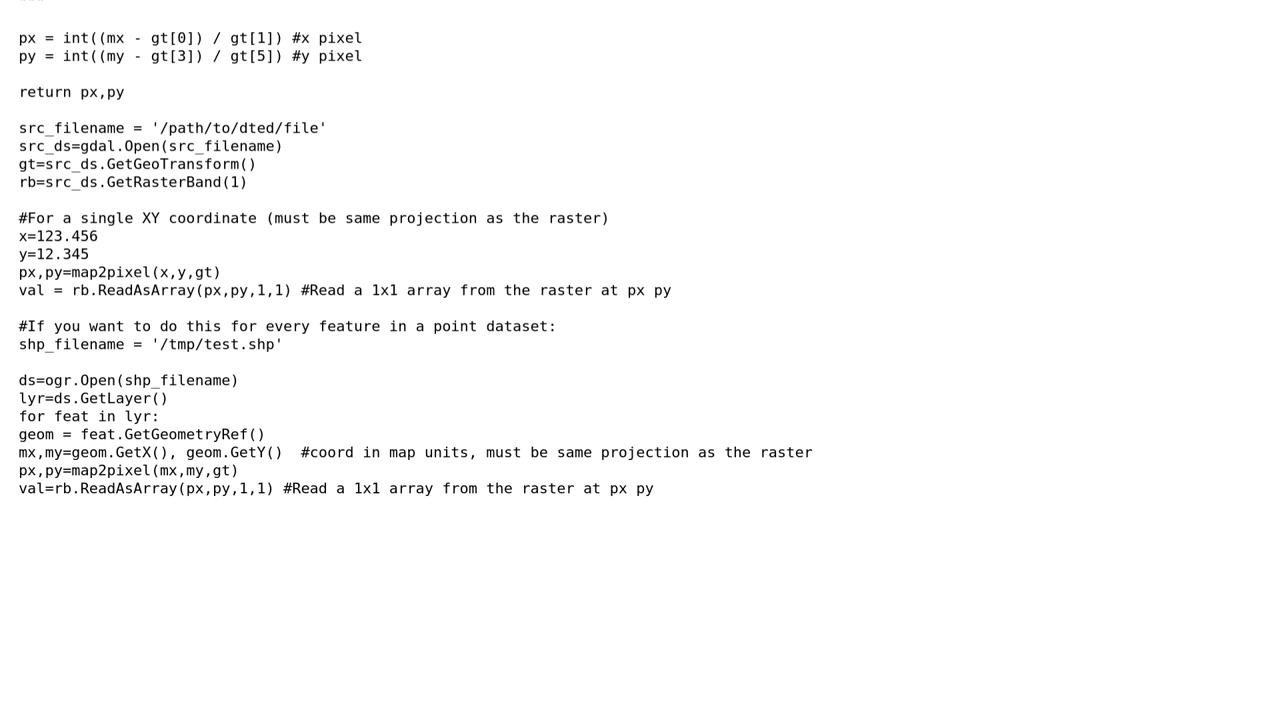 px = int((mx - gt[0]) / gt[1]) #x pixel
py = int((my - gt[3]) / gt[5]) #y pixel
return px,py
src_filename = '/path/to/dted/file'
src_ds=gdal.Open(src_filename)
gt=src_ds.GetGeoTransform()
rb=src_ds.GetRasterBand(1)
#For a single XY coordinate (must be same projection as the raster)
x=123.456
y=12.345
px,py=map2pixel(x,y,gt)
val = rb.ReadAsArray(px,py,1,1) #Read a 1x1 array from the raster at px py
#If you want to do this for every feature in a point dataset:
shp_filename = '/tmp/test.shp'
ds=ogr.Open(shp_filename)
lyr=ds.GetLayer()
for feat in lyr:
geom = feat.GetGeometryRef()
mx,my=geom.GetX(), geom.GetY()  #coord in map units, must be same projection as the raster
px,py=map2pixel(mx,my,gt)
val=rb.ReadAsArray(px,py,1,1) #Read a 1x1 array from the raster at px py